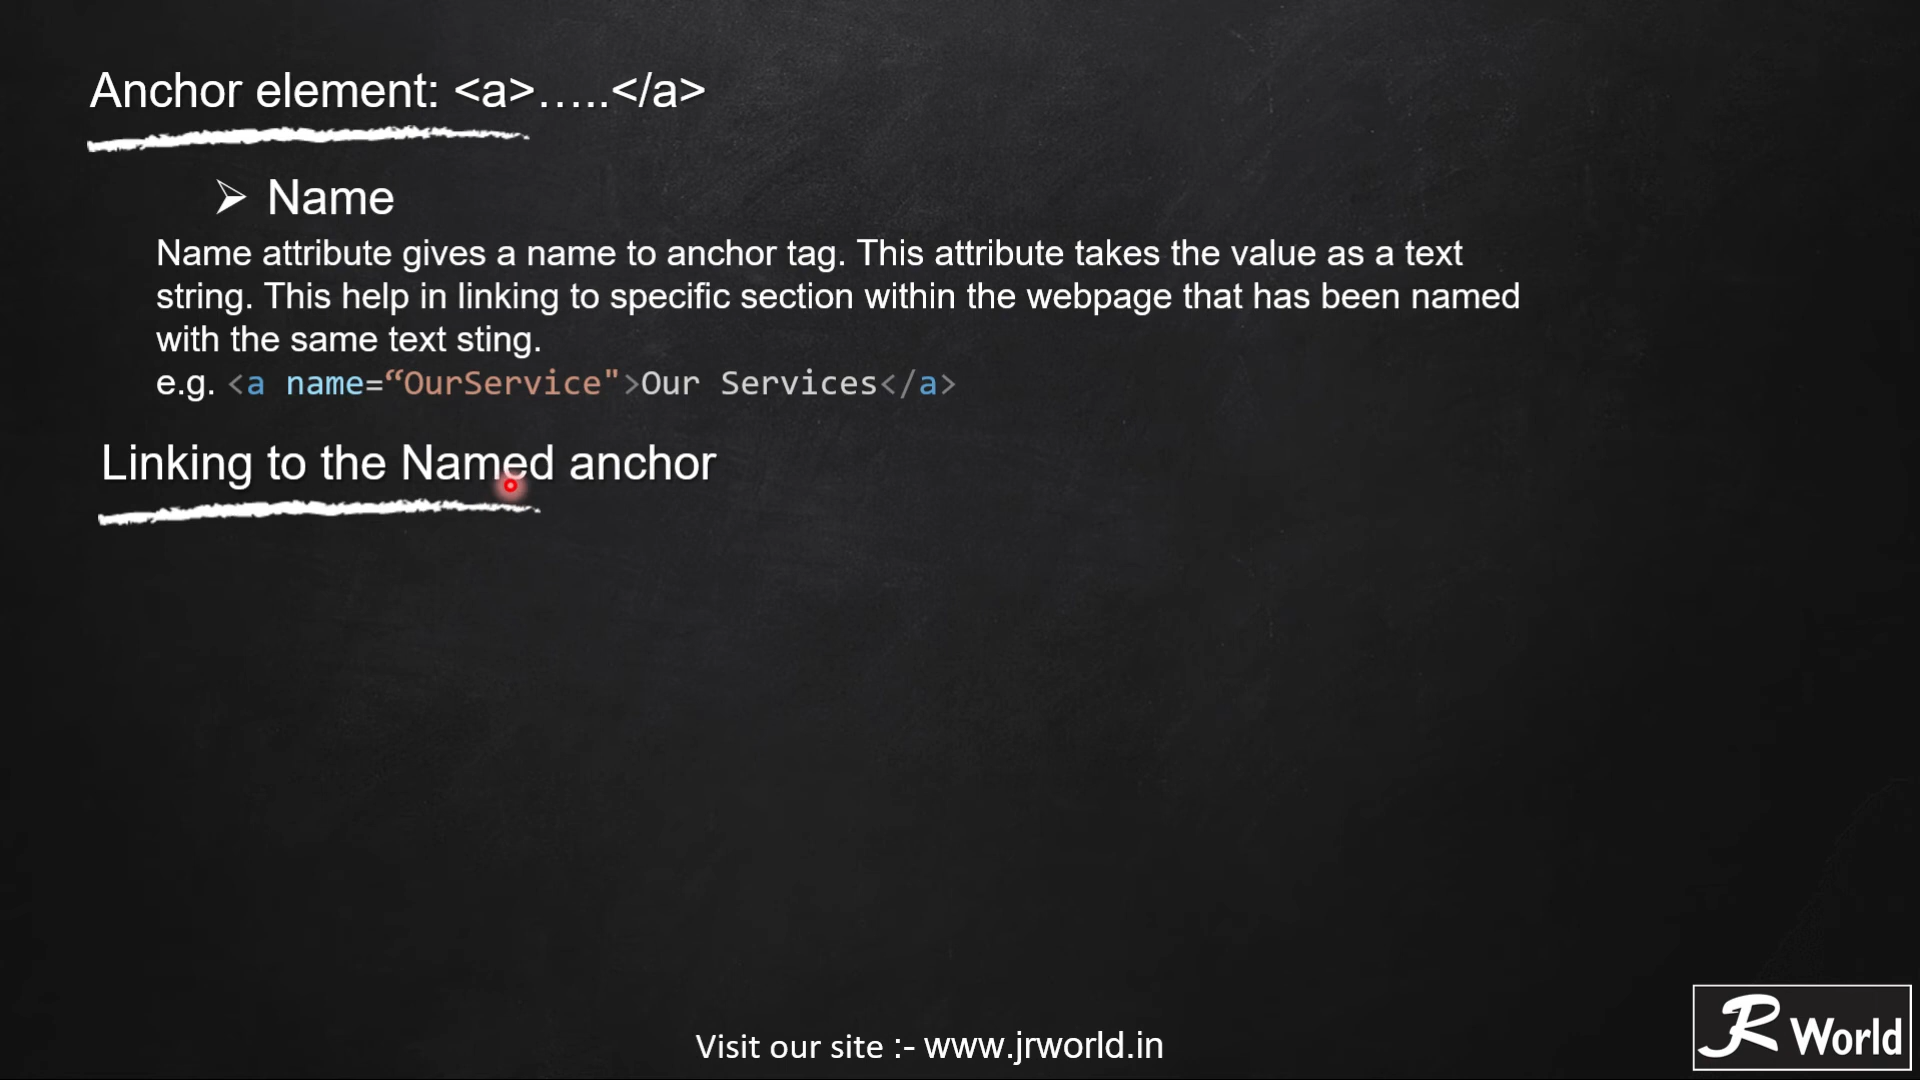 Anchor element: <a>…..</a>
➢ Name
Name attribute gives a name to anchor tag. This attribute takes the value as a text
string. This help in linking to specific section within the webpage that has been named
with the same text sting.
e.g. <a name=“OurService">Our Services</a>
Linking to the Named anchor
Visit our site :- www.jrworld.in
JR World